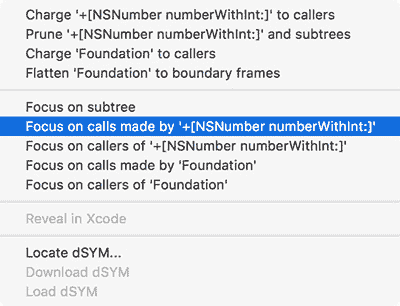 Charge '+[NSNumber numberWithInt:]' to callers
Prune '+[NSNumber numberWithInt:]' and subtrees
Charge 'Foundation' to callers
Flatten 'Foundation' to boundary frames
Focus on subtree
Focus on calls made by '+[NSNumber numberWithInt:]'
Focus on callers of '+[NSNumber numberWithInt:]'
Focus on calls made by 'Foundation'
Focus on callers of 'Foundation'
Reveal in Xcode
Locate dSYM...
Download dSYM
Load dSYM